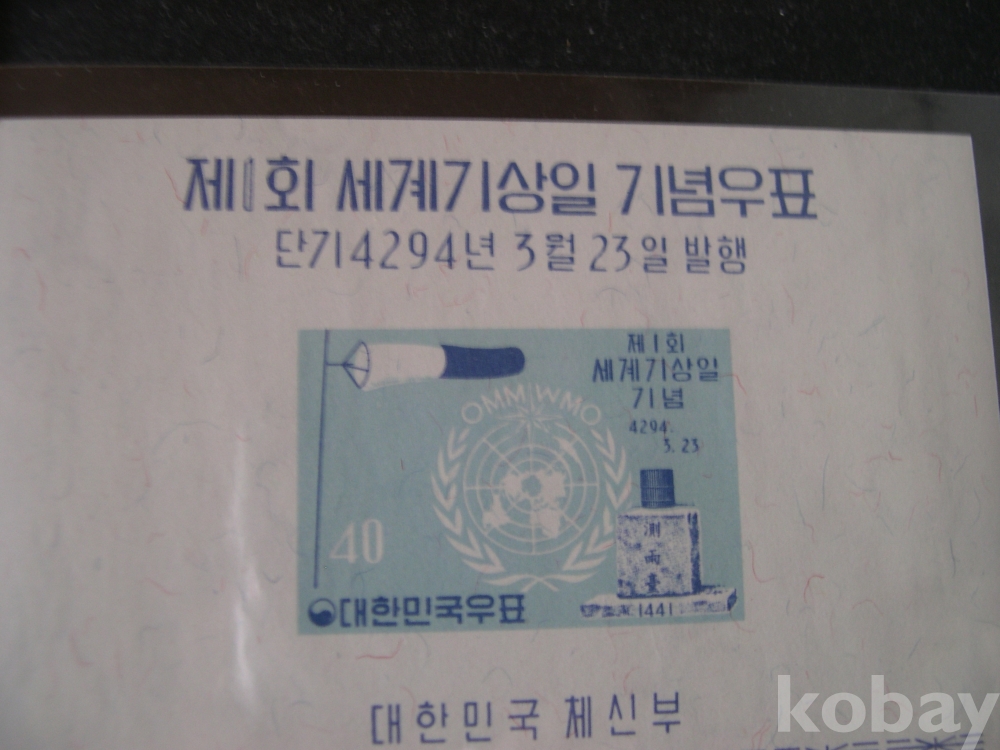 제1회 세계기상일 기념우표
단기4294년 3월 23일 발행
제1회
세계기상일
기념
4294.
3.23
OMM WMO
40
測雨臺
1441
대한민국우표
대한민국 체신부
kobay